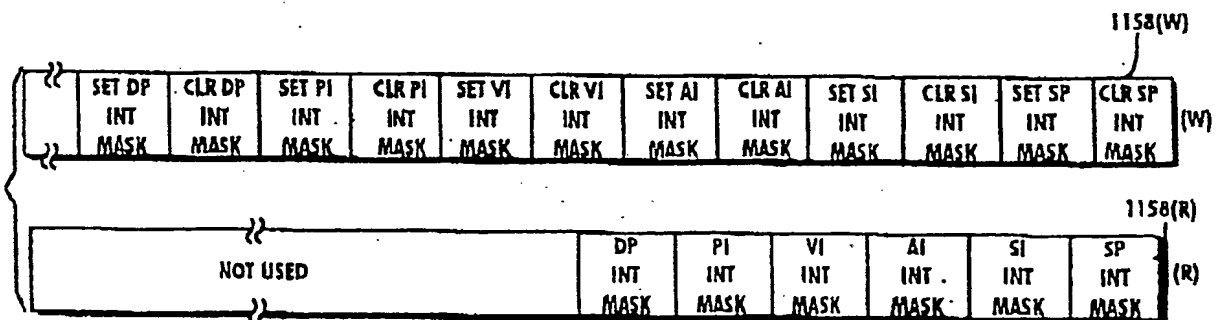 1158(W)
SET DP CLR DP SET PI CLR PI SET VI CLR VI SET AI CLR AI SET SI CLR SI SET SP CLR SP
INT INT INT INT INT INT INT INT INT INT INT INT (W)
MASK MASK MASK MASK MASK MASK MASK MASK MASK MASK MASK MASK
1158(R)
DP PI VI AI SI SP
NOT USED INT INT INT INT INT INT (R)
MASK MASK MASK MASK MASK MASK